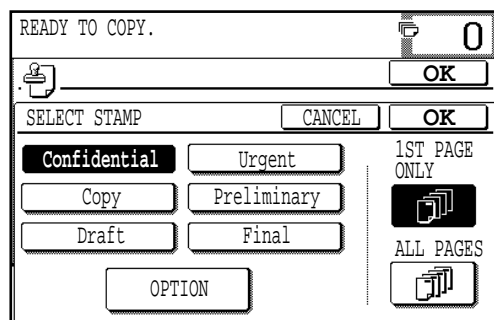 READY TO COPY.
0
OK
SELECT STAMP
CANCEL
OK
Confidential
Urgent
1ST PAGE
ONLY
Copy
Preliminary
Draft
Final
ALL PAGES
OPTION